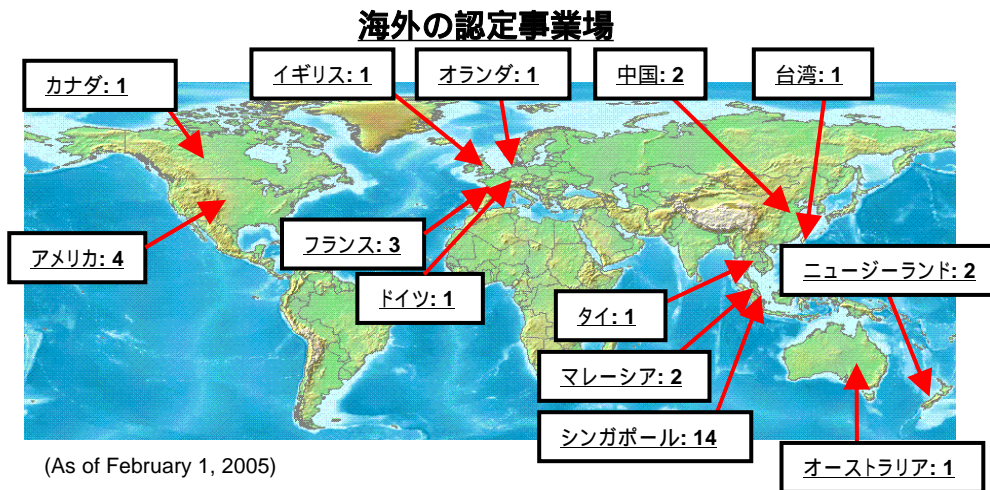 海外の認定事業場
カナダ: 1
イギリス: 1
オランダ: 1
中国: 2
台湾: 1
アメリカ: 4
フランス: 3
ニュージーランド: 2
ドイツ: 1
タイ: 1
マレーシア: 2
シンガポール: 14
オーストラリア: 1
(As of February 1, 2005)